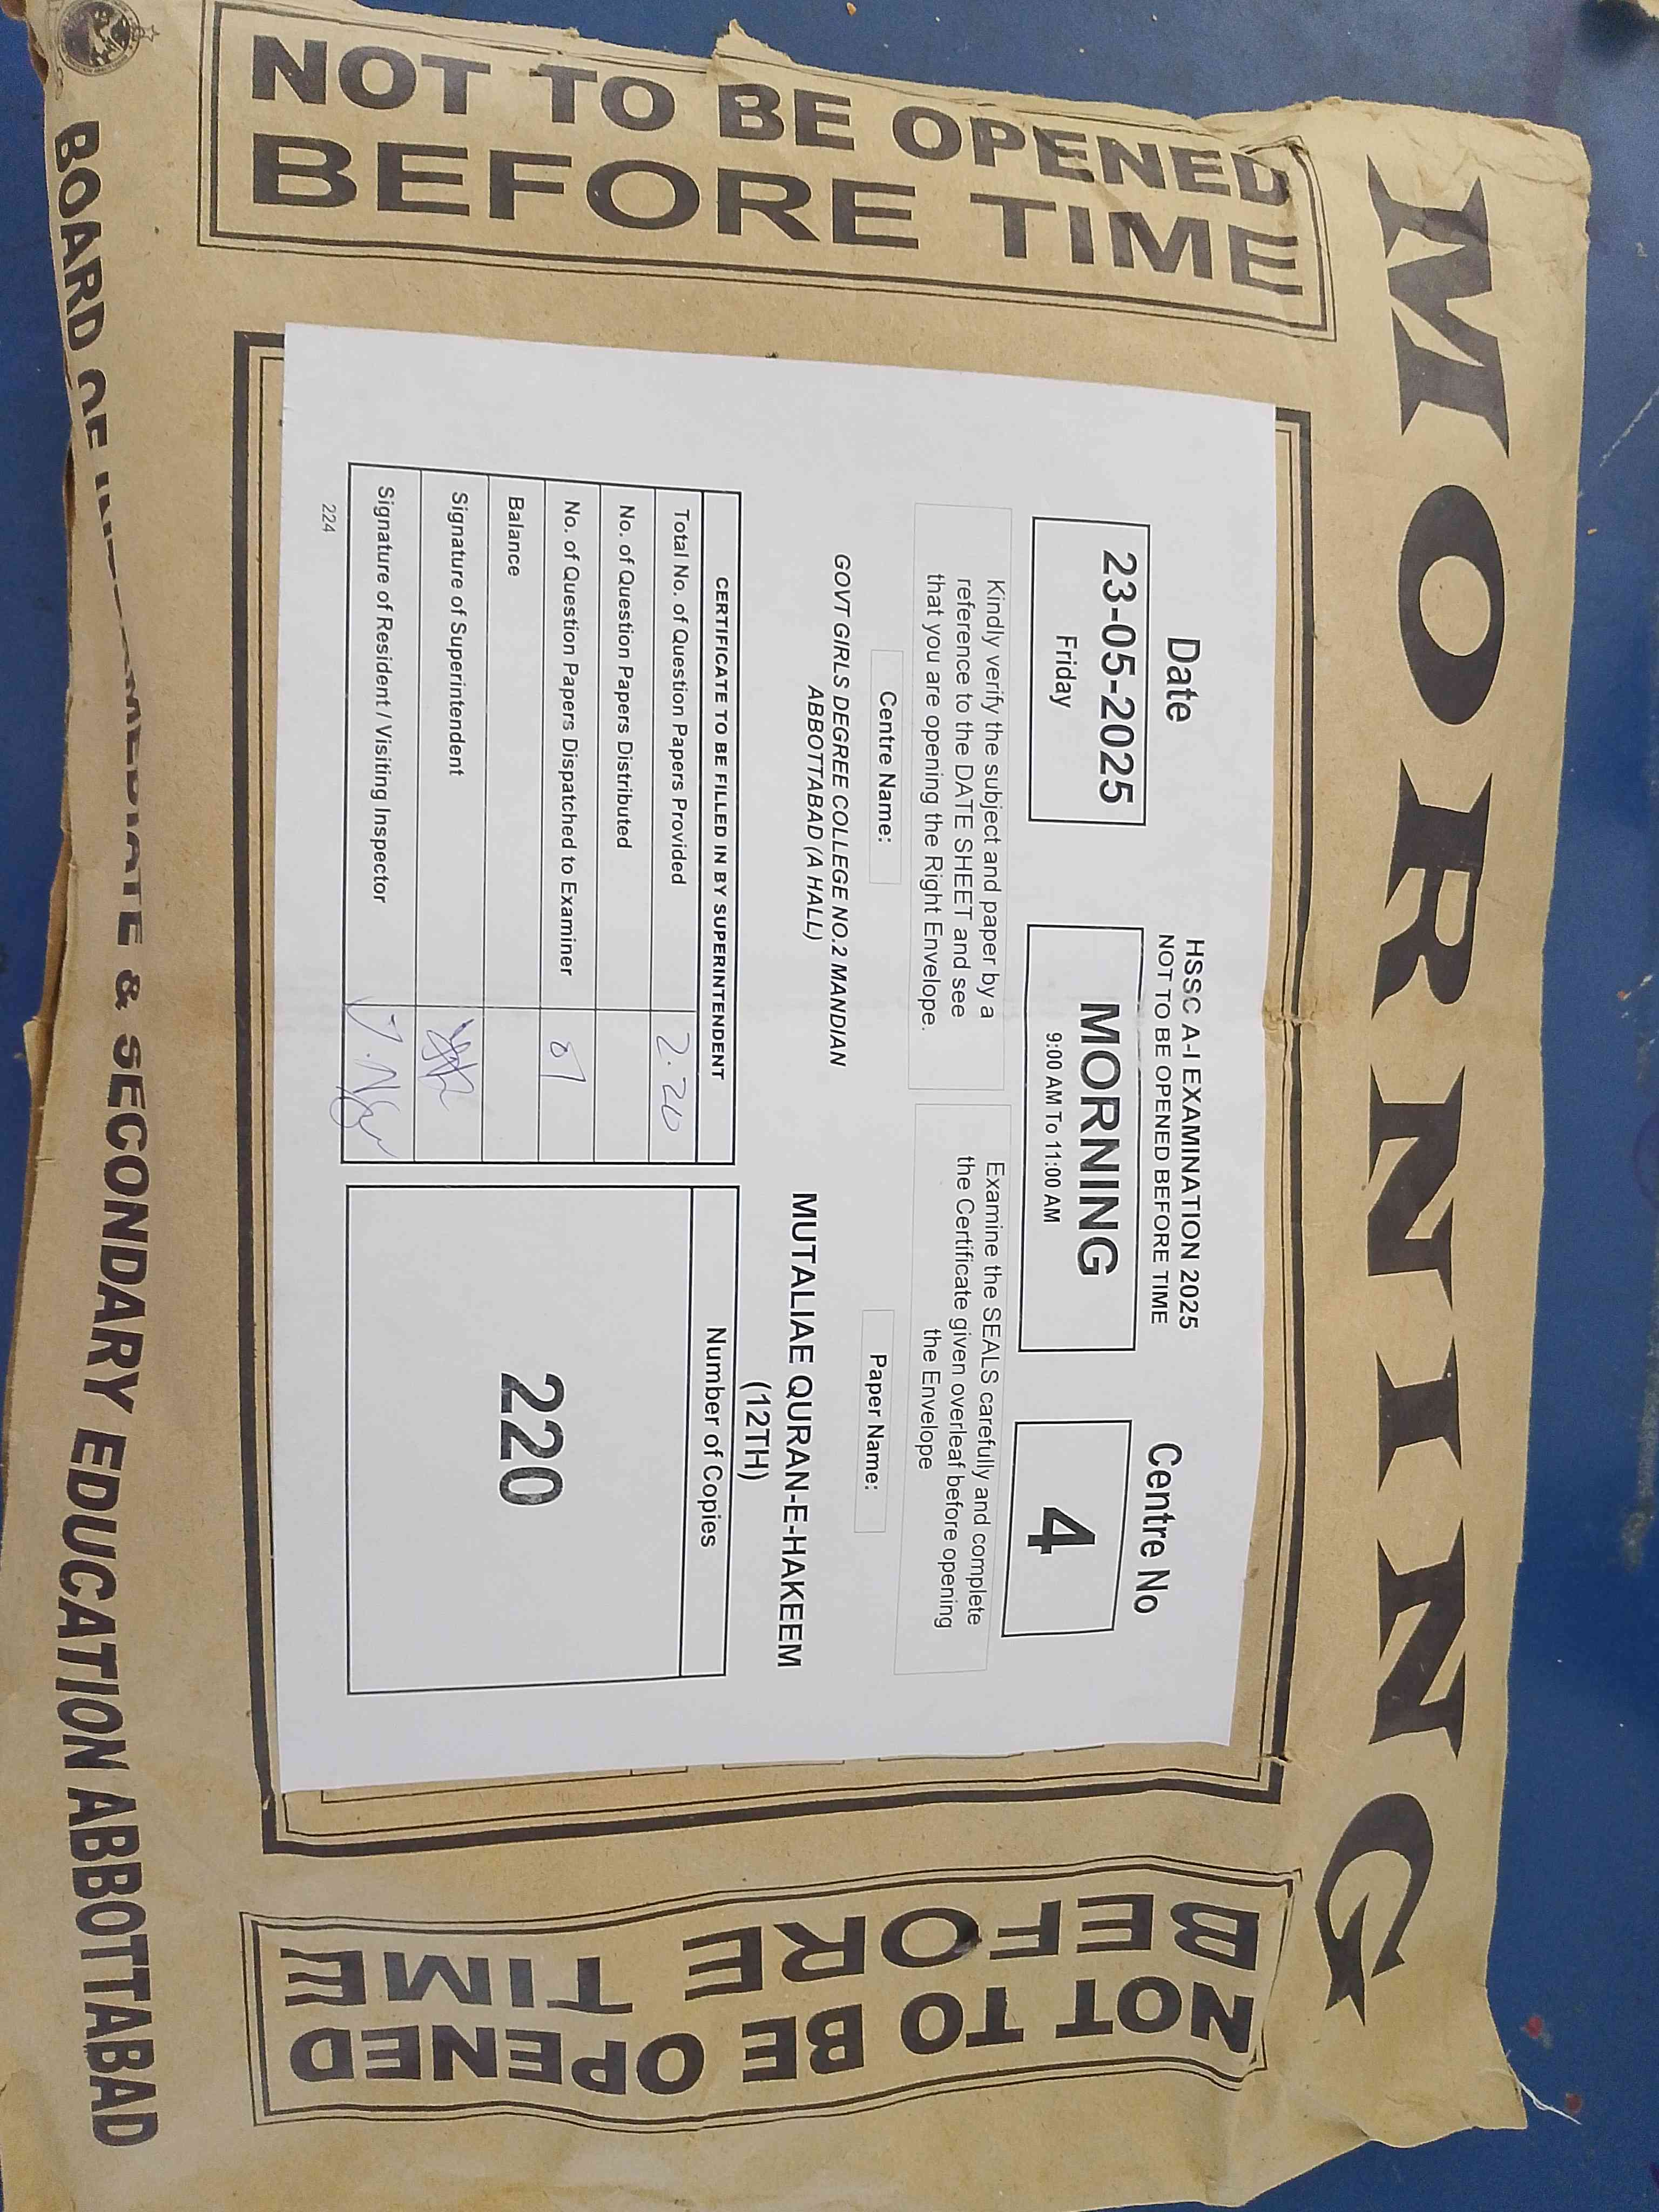 MORNING
NOT TO BE OPENED
BEFORE TIME
Date
23-05-2025
Friday
HSSC A-I EXAMINATION 2025
NOT TO BE OPENED BEFORE TIME
MORNING
9:00 AM To 11:00 AM
Centre No
4
Kindly verify the subject and paper by a
reference to the DATE SHEET and see
that you are opening the Right Envelope.
Examine the SEALS carefully and complete
the Certificate given overleaf before opening
the Envelope
Centre Name:
GOVT GIRLS DEGREE COLLEGE NO.2 MANDIAN
ABBOTTABAD (A HALL)
Paper Name:
MUTALIAE QURAN-E-HAKEEM
(12TH)
CERTIFICATE TO BE FILLED IN BY SUPERINTENDENT
Total No. of Question Papers Provided 2.20
No. of Question Papers Distributed
No. of Question Papers Dispatched to Examiner 01
Balance
Signature of Superintendent
Signature of Resident / Visiting Inspector
Number of Copies
220
224
NOT TO BE OPENED
BEFORE TIME
BOARD OF INTERMEDIATE & SECONDARY EDUCATION ABBOTTABAD